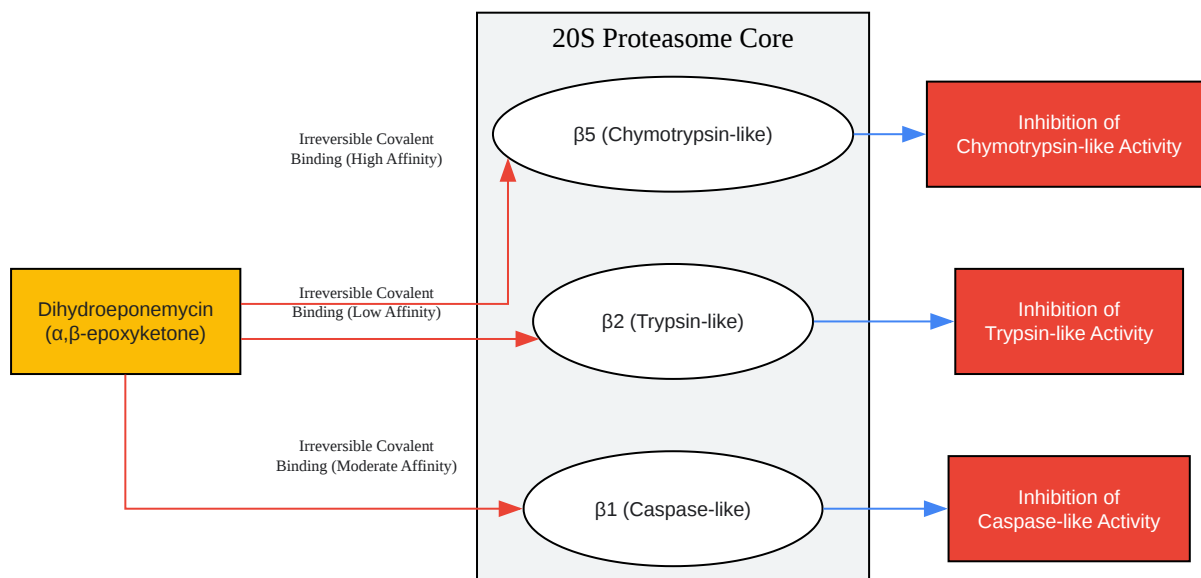 20S Proteasome Core
Irreversible Covalent
Binding (High Affinity)
β5 (Chymotrypsin-like)
Inhibition of
Chymotrypsin-like Activity
Dihydroeponemycin
(α,β-epoxyketone)
Irreversible Covalent
Binding (Low Affinity)
β2 (Trypsin-like)
Inhibition of
Trypsin-like Activity
Irreversible Covalent
Binding (Moderate Affinity)
β1 (Caspase-like)
Inhibition of
Caspase-like Activity